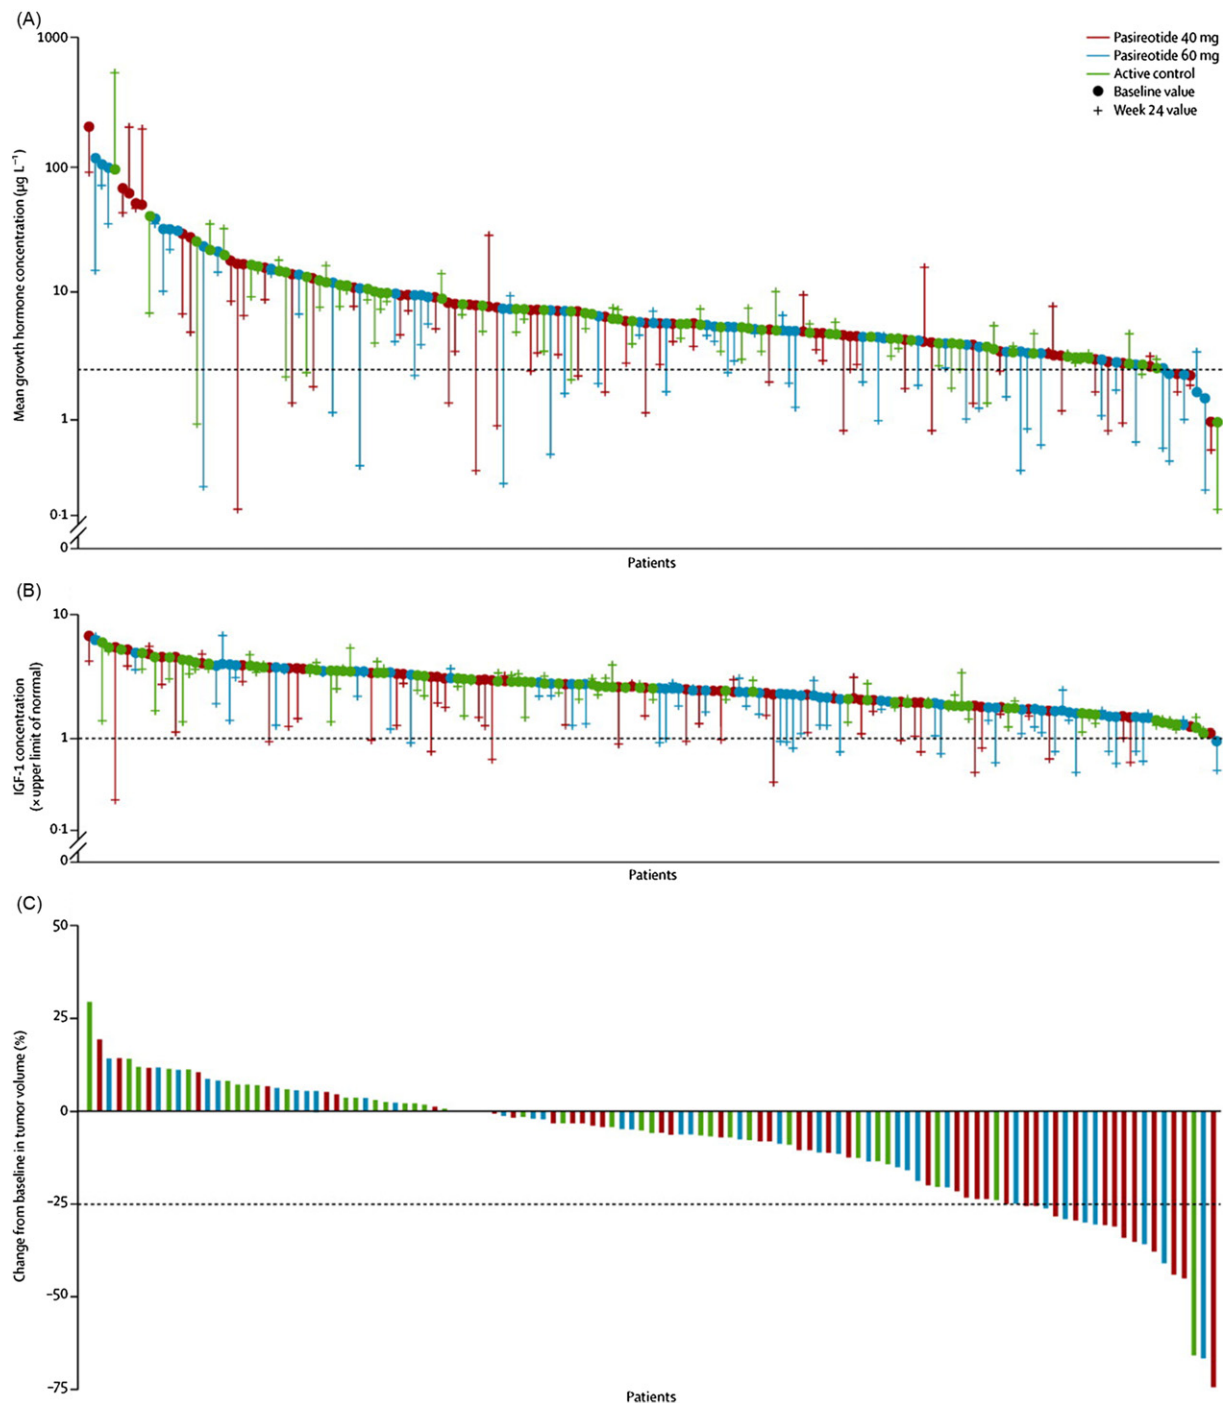 (A)
1000
100
10
1
0·1
0
Mean growth hormone concentration (µg L⁻¹)
Pasireotide 40 mg
Pasireotide 60 mg
Active control
Baseline value
Week 24 value
Patients
(B)
10
1
0·1
0
IGF-1 concentration
(× upper limit of normal)
Patients
(C)
50
25
0
−25
−50
−75
Change from baseline in tumor volume (%)
Patients